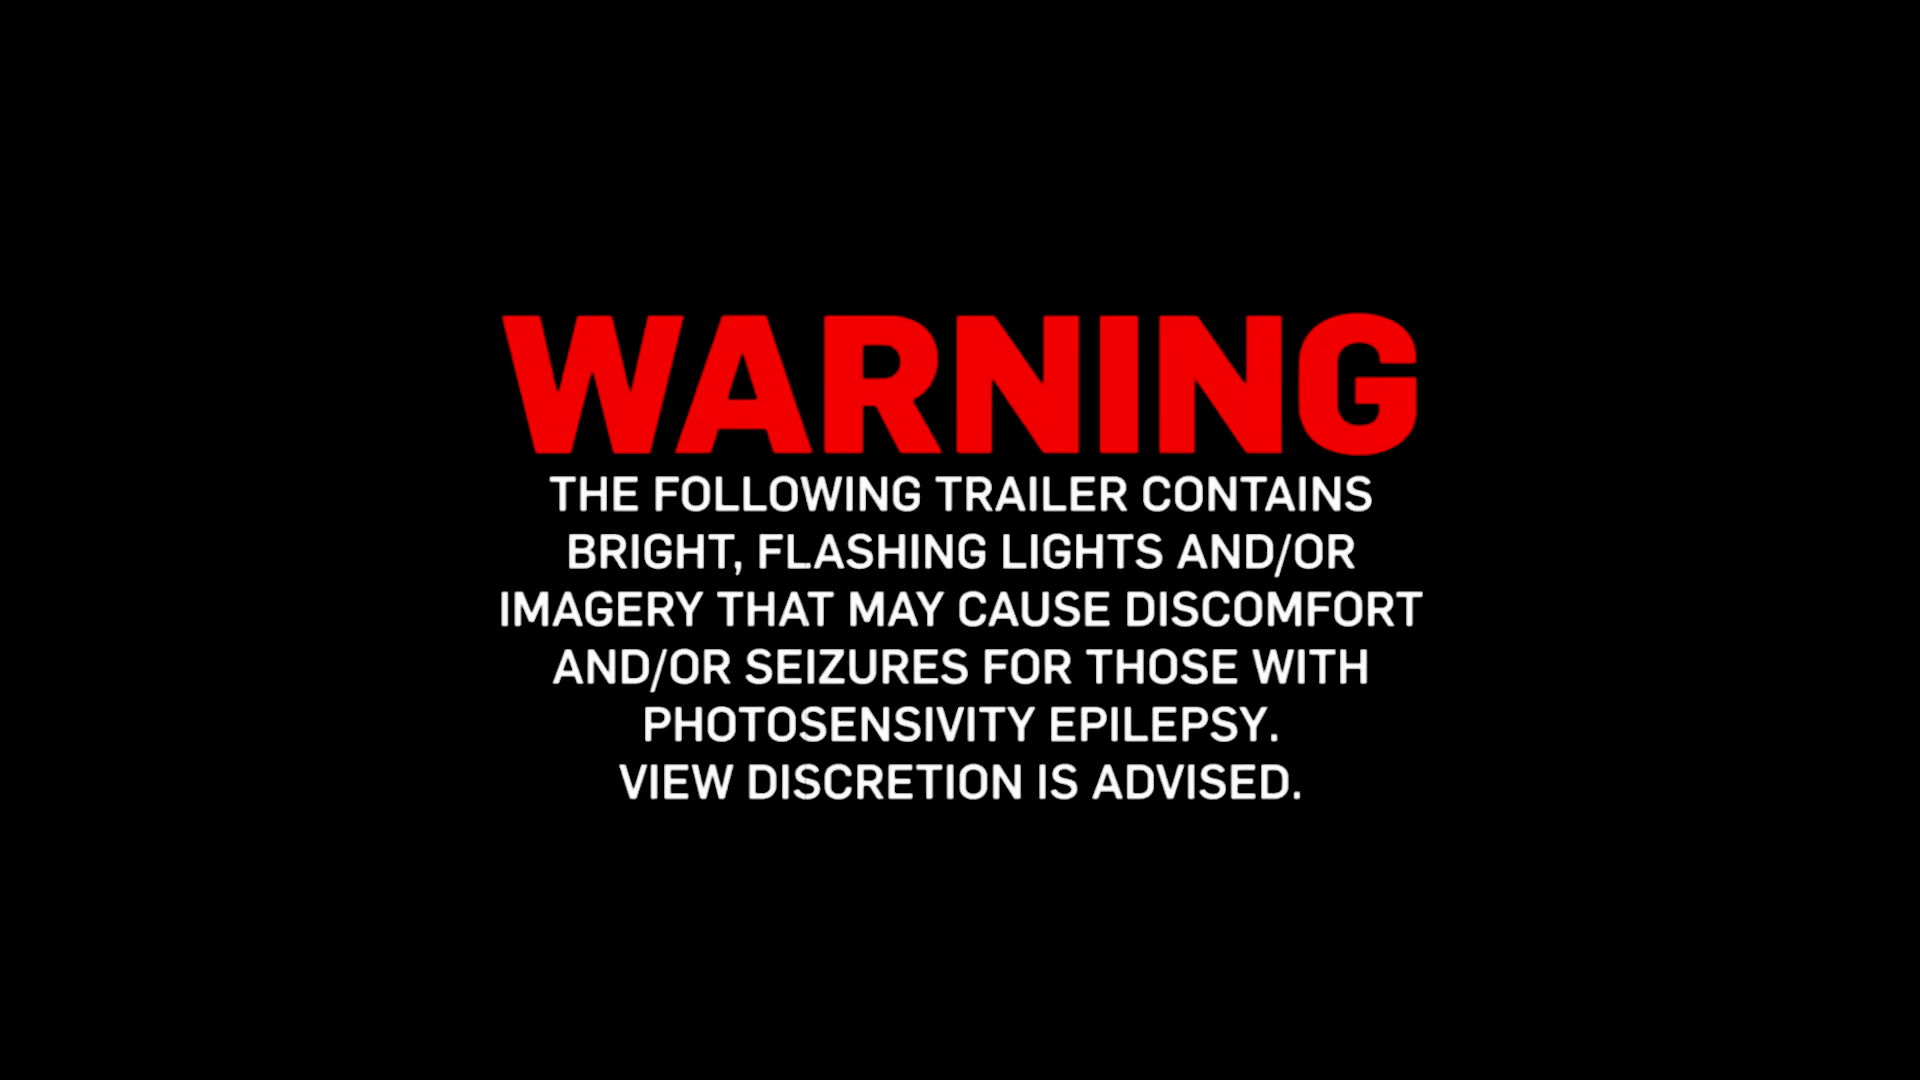 WARNING
THE FOLLOWING TRAILER CONTAINS
BRIGHT, FLASHING LIGHTS AND/OR
IMAGERY THAT MAY CAUSE DISCOMFORT
AND/OR SEIZURES FOR THOSE WITH
PHOTOSENSIVITY EPILEPSY.
VIEW DISCRETION IS ADVISED.